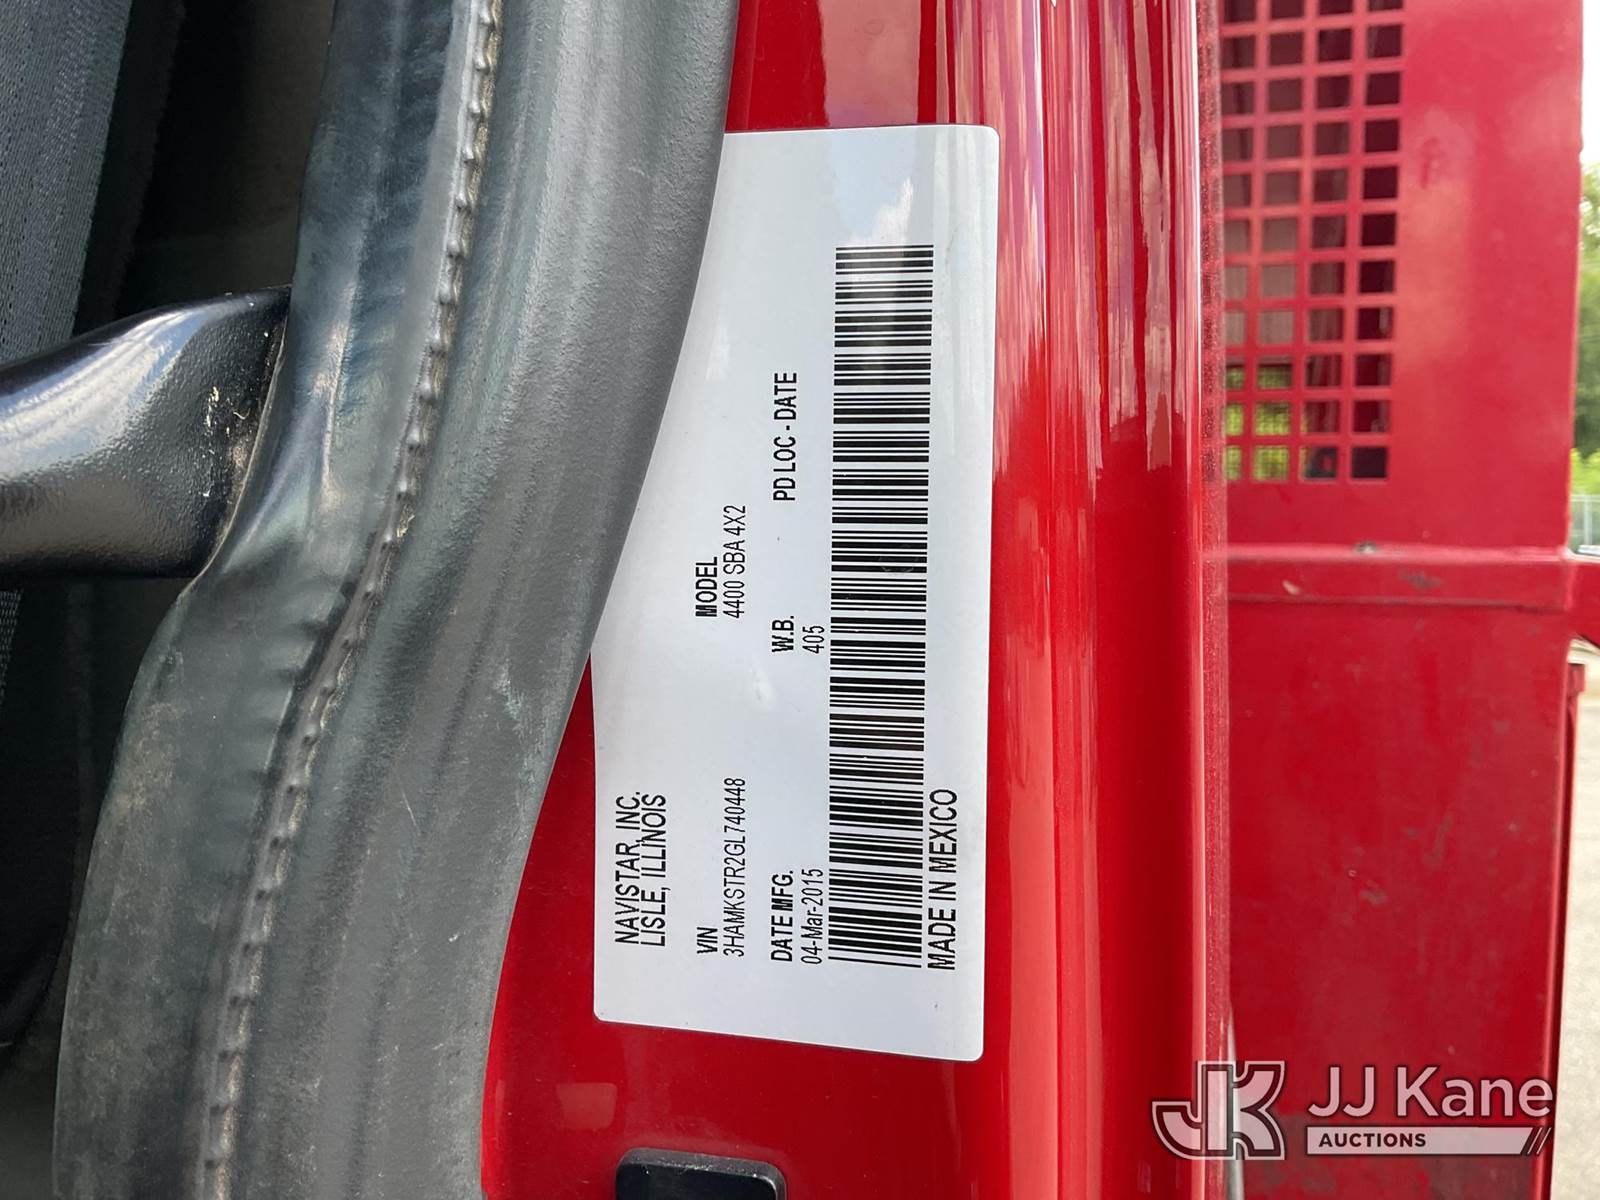 NAVISTAR, INC.
LISLE, ILLINOIS
VIN MODEL
3HAMKSTR2GL740448 4400 SBA 4X2
DATE MFG. W.B. PD LOC - DATE
04-Mar-2015 405
MADE IN MEXICO
JK JJ Kane
AUCTIONS